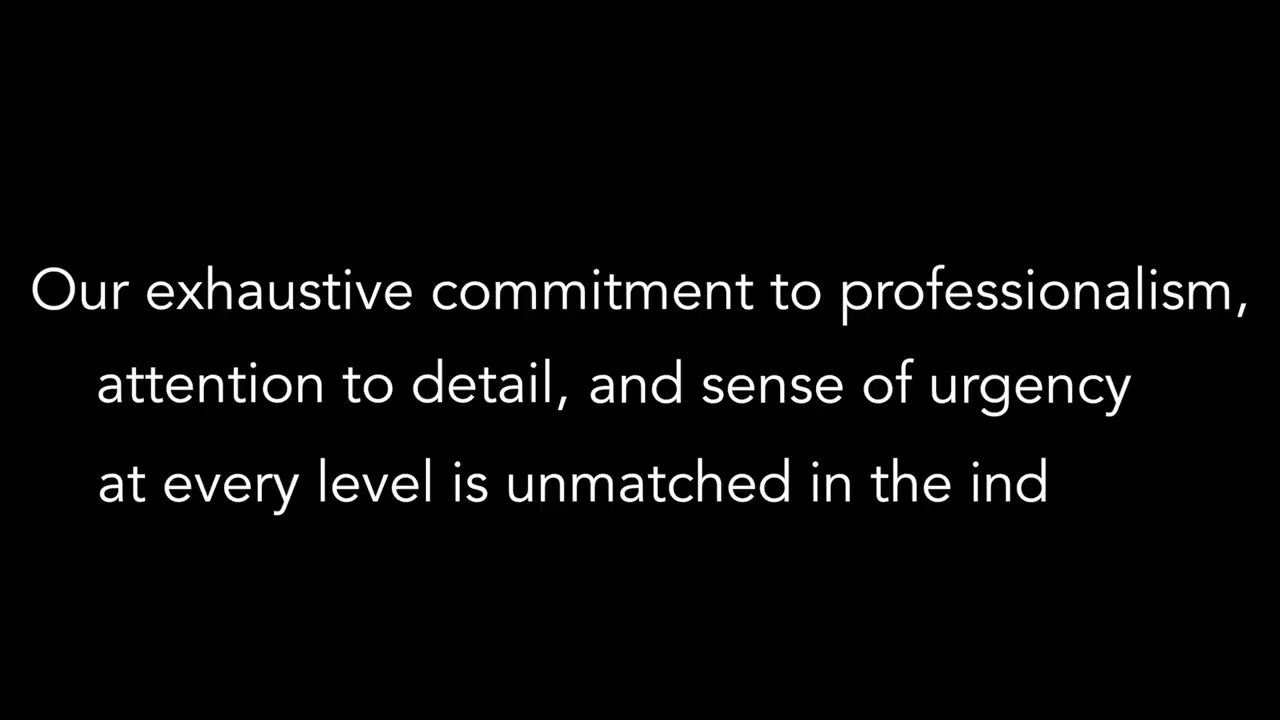 Our exhaustive commitment to professionalism,
attention to detail, and sense of urgency
at every level is unmatched in the ind